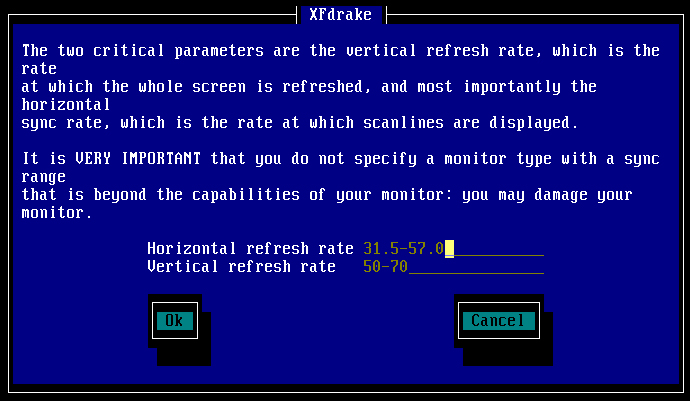 XFdrake
The two critical parameters are the vertical refresh rate, which is the
rate
at which the whole screen is refreshed, and most importantly the
horizontal
sync rate, which is the rate at which scanlines are displayed.
It is VERY IMPORTANT that you do not specify a monitor type with a sync
range
that is beyond the capabilities of your monitor: you may damage your
monitor.
Horizontal refresh rate 31.5-57.0
Vertical refresh rate 50-70
Ok Cancel